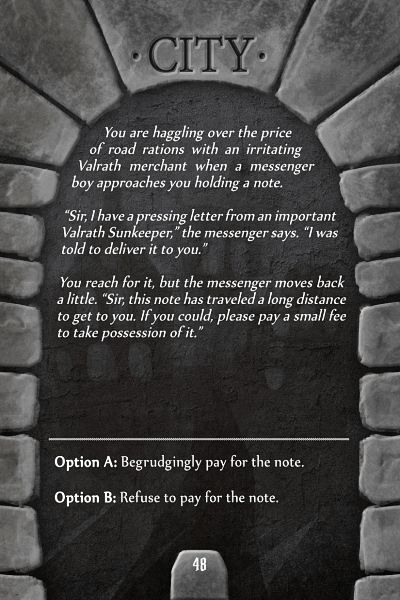 · CITY ·
You are haggling over the price
of road rations with an irritating
Valrath merchant when a messenger
boy approaches you holding a note.
“Sir, I have a pressing letter from an important
Valrath Sunkeeper,” the messenger says. “I was
told to deliver it to you.”
You reach for it, but the messenger moves back
a little. “Sir, this note has traveled a long distance
to get to you. If you could, please pay a small fee
to take possession of it.”
Option A: Begrudgingly pay for the note.
Option B: Refuse to pay for the note.
48